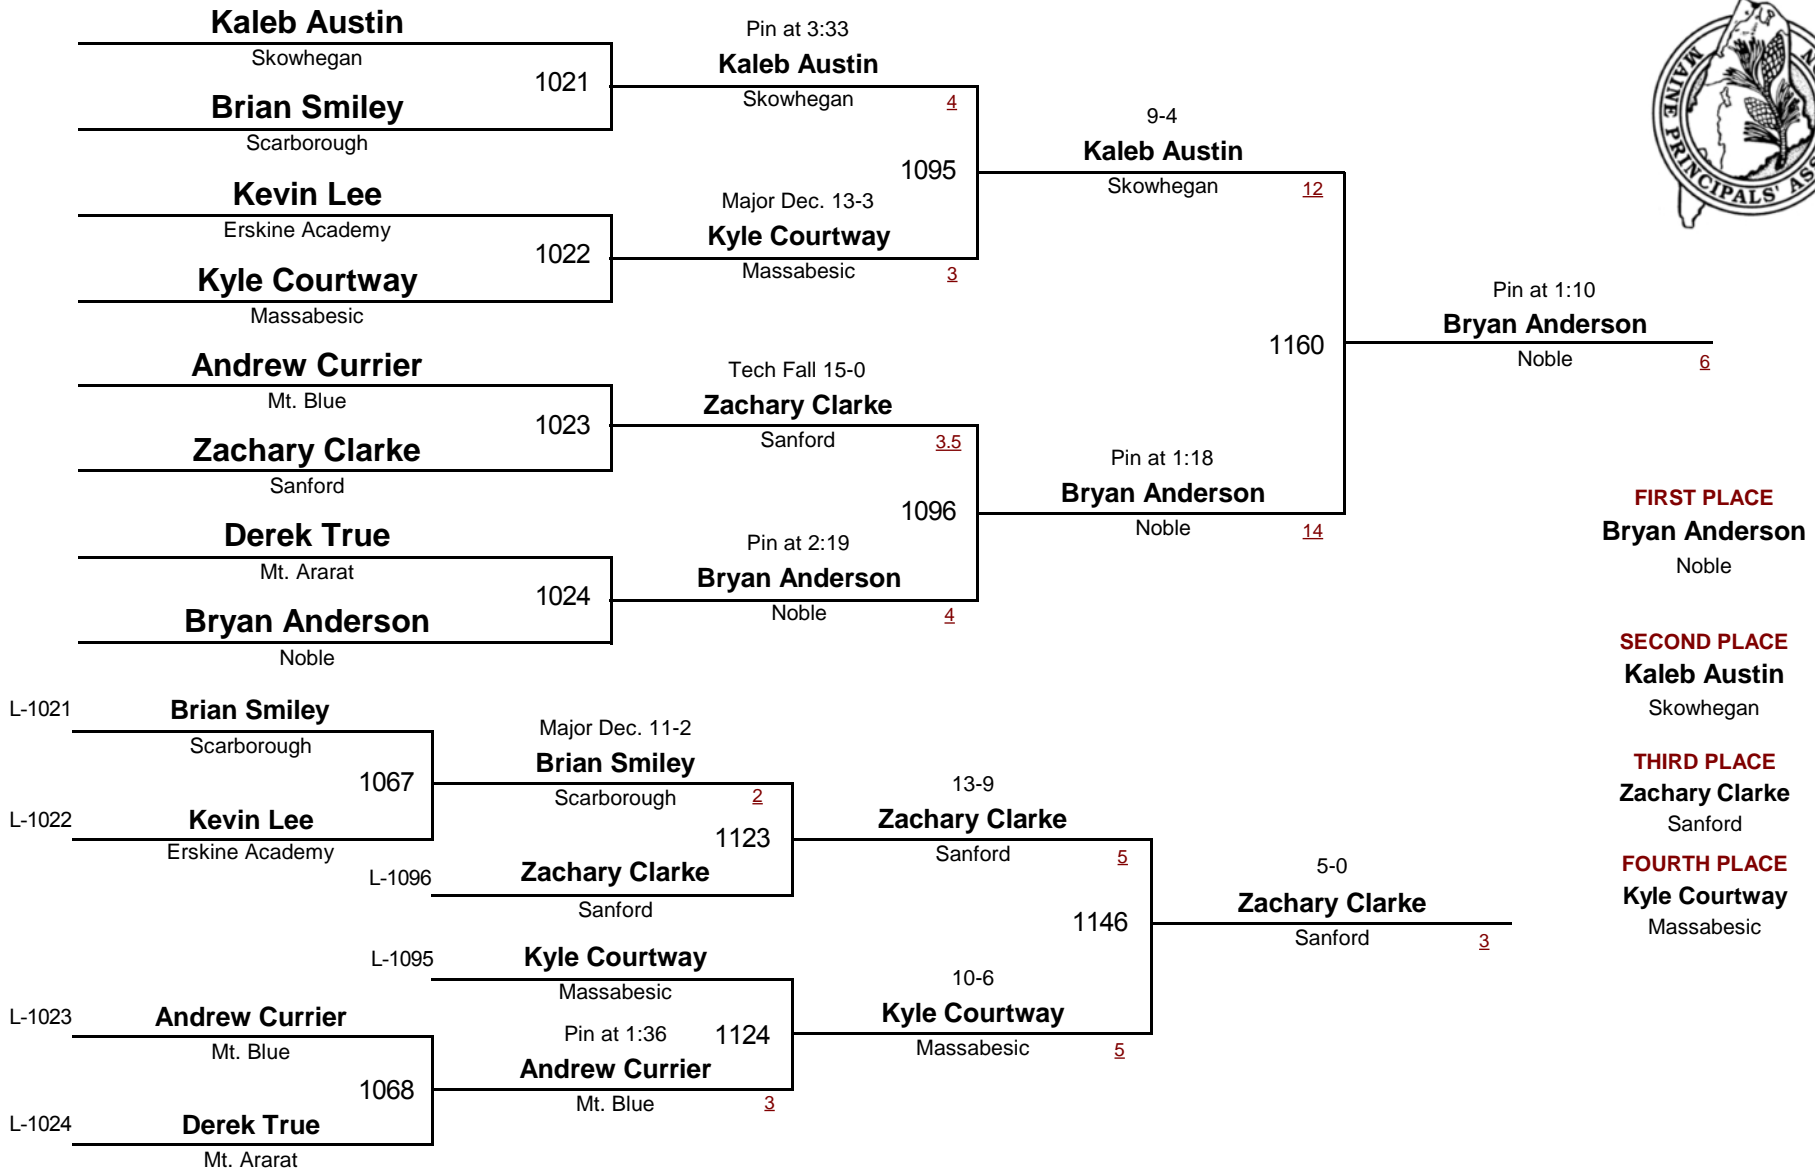 Kaleb Austin
Skowhegan
1021
Brian Smiley
Scarborough
Kevin Lee
Erskine Academy
1022
Kyle Courtway
Massabesic
Andrew Currier
Mt. Blue
1023
Zachary Clarke
Sanford
Derek True
Mt. Ararat
1024
Bryan Anderson
Noble
Pin at 3:33
Kaleb Austin
Skowhegan 4
1095
Major Dec. 13-3
Kyle Courtway
Massabesic 3
Tech Fall 15-0
Zachary Clarke
Sanford 3.5
1096
Pin at 2:19
Bryan Anderson
Noble 4
9-4
Kaleb Austin
Skowhegan 12
1160
Pin at 1:18
Bryan Anderson
Noble 14
Pin at 1:10
Bryan Anderson
Noble 6
MAINE PRINCIPALS'
FIRST PLACE
Bryan Anderson
Noble
SECOND PLACE
Kaleb Austin
Skowhegan
THIRD PLACE
Zachary Clarke
Sanford
FOURTH PLACE
Kyle Courtway
Massabesic
L-1021 Brian Smiley
Scarborough
1067
L-1022 Kevin Lee
Erskine Academy
Major Dec. 11-2
Brian Smiley
Scarborough 2
1123
L-1096 Zachary Clarke
Sanford
L-1095 Kyle Courtway
Massabesic
1124
L-1023 Andrew Currier
Mt. Blue
1068
L-1024 Derek True
Mt. Ararat
Pin at 1:36
Andrew Currier
Mt. Blue 3
13-9
Zachary Clarke
Sanford 5
1146
10-6
Kyle Courtway
Massabesic 5
5-0
Zachary Clarke
Sanford 3